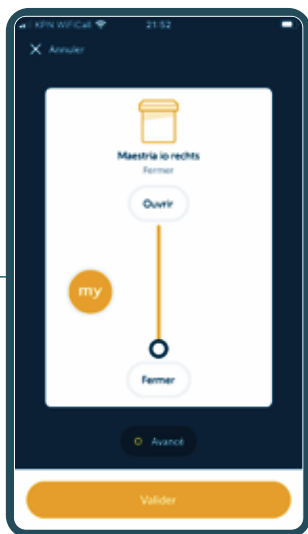 KPN WiFiCall 21:52
Annuler
Maestria io rechts
Fermer
Ouvrir
my
Fermer
Avancé
Valider